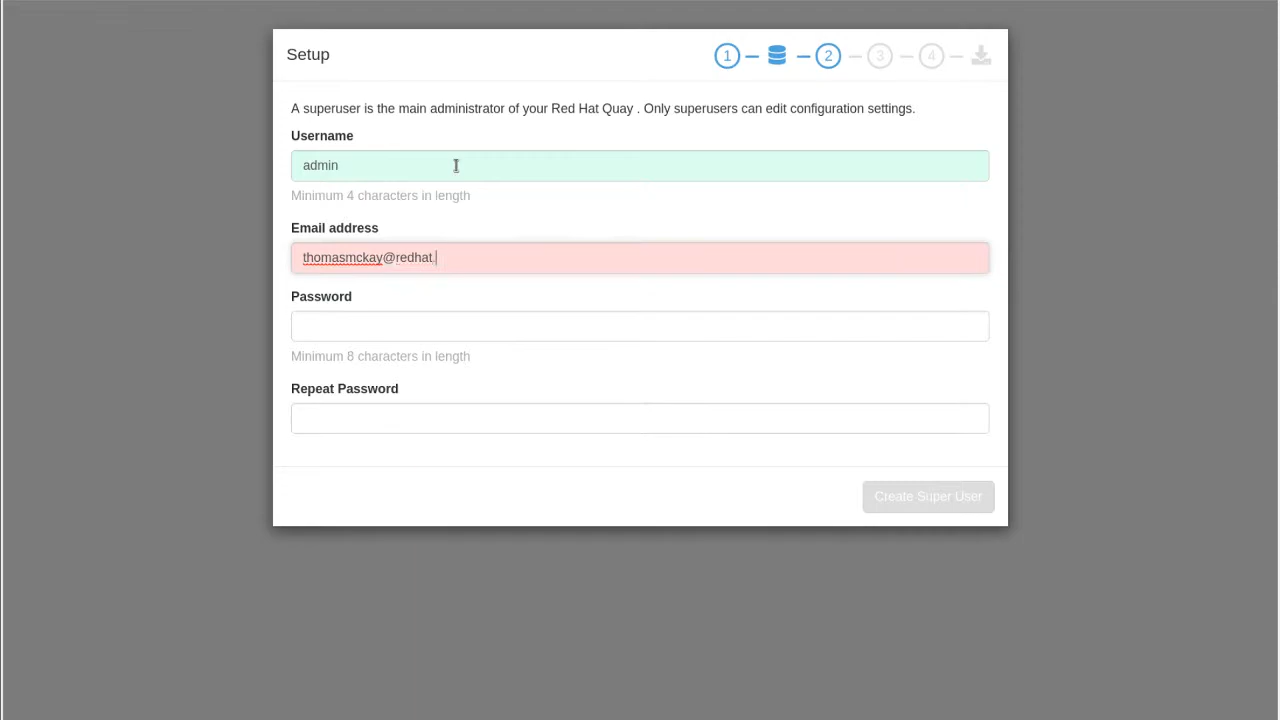 Setup
1
2
3
4
A superuser is the main administrator of your Red Hat Quay . Only superusers can edit configuration settings.
Username
admin
Minimum 4 characters in length
Email address
thomasmckay@redhat.
Password
Minimum 8 characters in length
Repeat Password
Create Super User